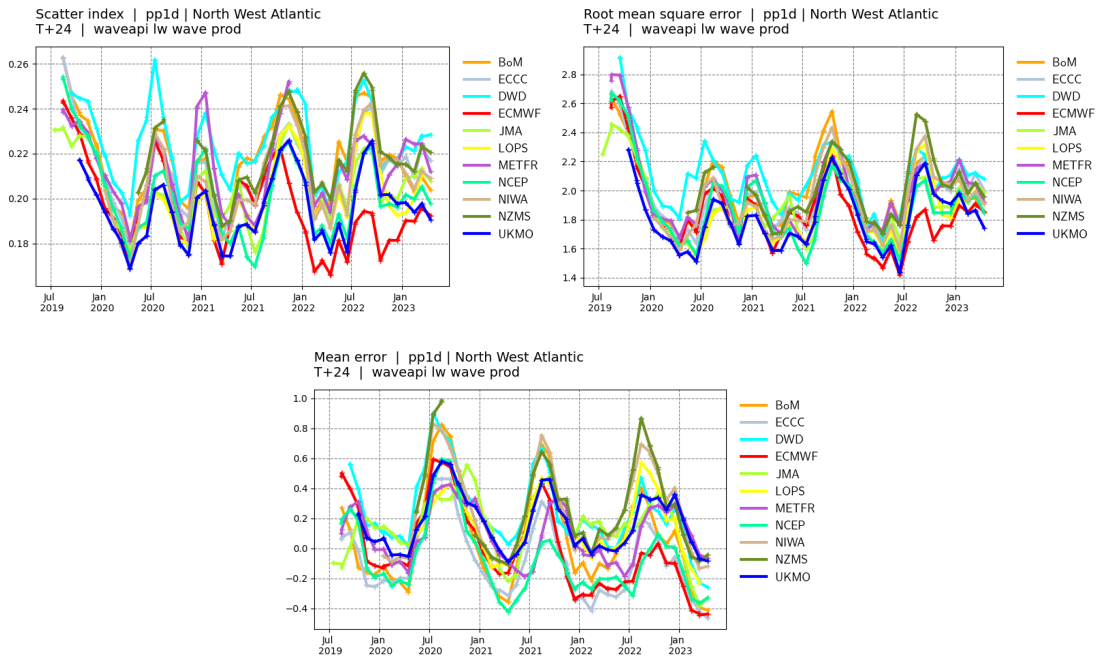 Scatter index | pp1d | North West Atlantic
T+24 | waveapi lw wave prod
0.26
0.24
0.22
0.20
0.18
Jul 2019
Jan 2020
Jul 2020
Jan 2021
Jul 2021
Jan 2022
Jul 2022
Jan 2023
BoM
ECCC
DWD
ECMWF
JMA
LOPS
METFR
NCEP
NIWA
NZMS
UKMO
Root mean square error | pp1d | North West Atlantic
T+24 | waveapi lw wave prod
2.8
2.6
2.4
2.2
2.0
1.8
1.6
1.4
Jul 2019
Jan 2020
Jul 2020
Jan 2021
Jul 2021
Jan 2022
Jul 2022
Jan 2023
BoM
ECCC
DWD
ECMWF
JMA
LOPS
METFR
NCEP
NIWA
NZMS
UKMO
Mean error | pp1d | North West Atlantic
T+24 | waveapi lw wave prod
1.0
0.8
0.6
0.4
0.2
0.0
−0.2
−0.4
Jul 2019
Jan 2020
Jul 2020
Jan 2021
Jul 2021
Jan 2022
Jul 2022
Jan 2023
BoM
ECCC
DWD
ECMWF
JMA
LOPS
METFR
NCEP
NIWA
NZMS
UKMO